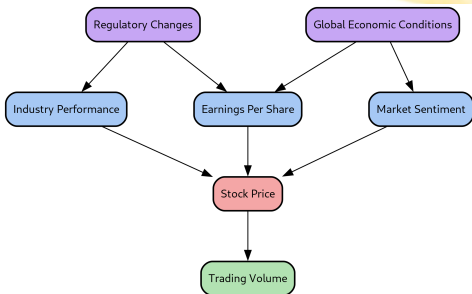 Regulatory Changes
Global Economic Conditions
Industry Performance
Earnings Per Share
Market Sentiment
Stock Price
Trading Volume